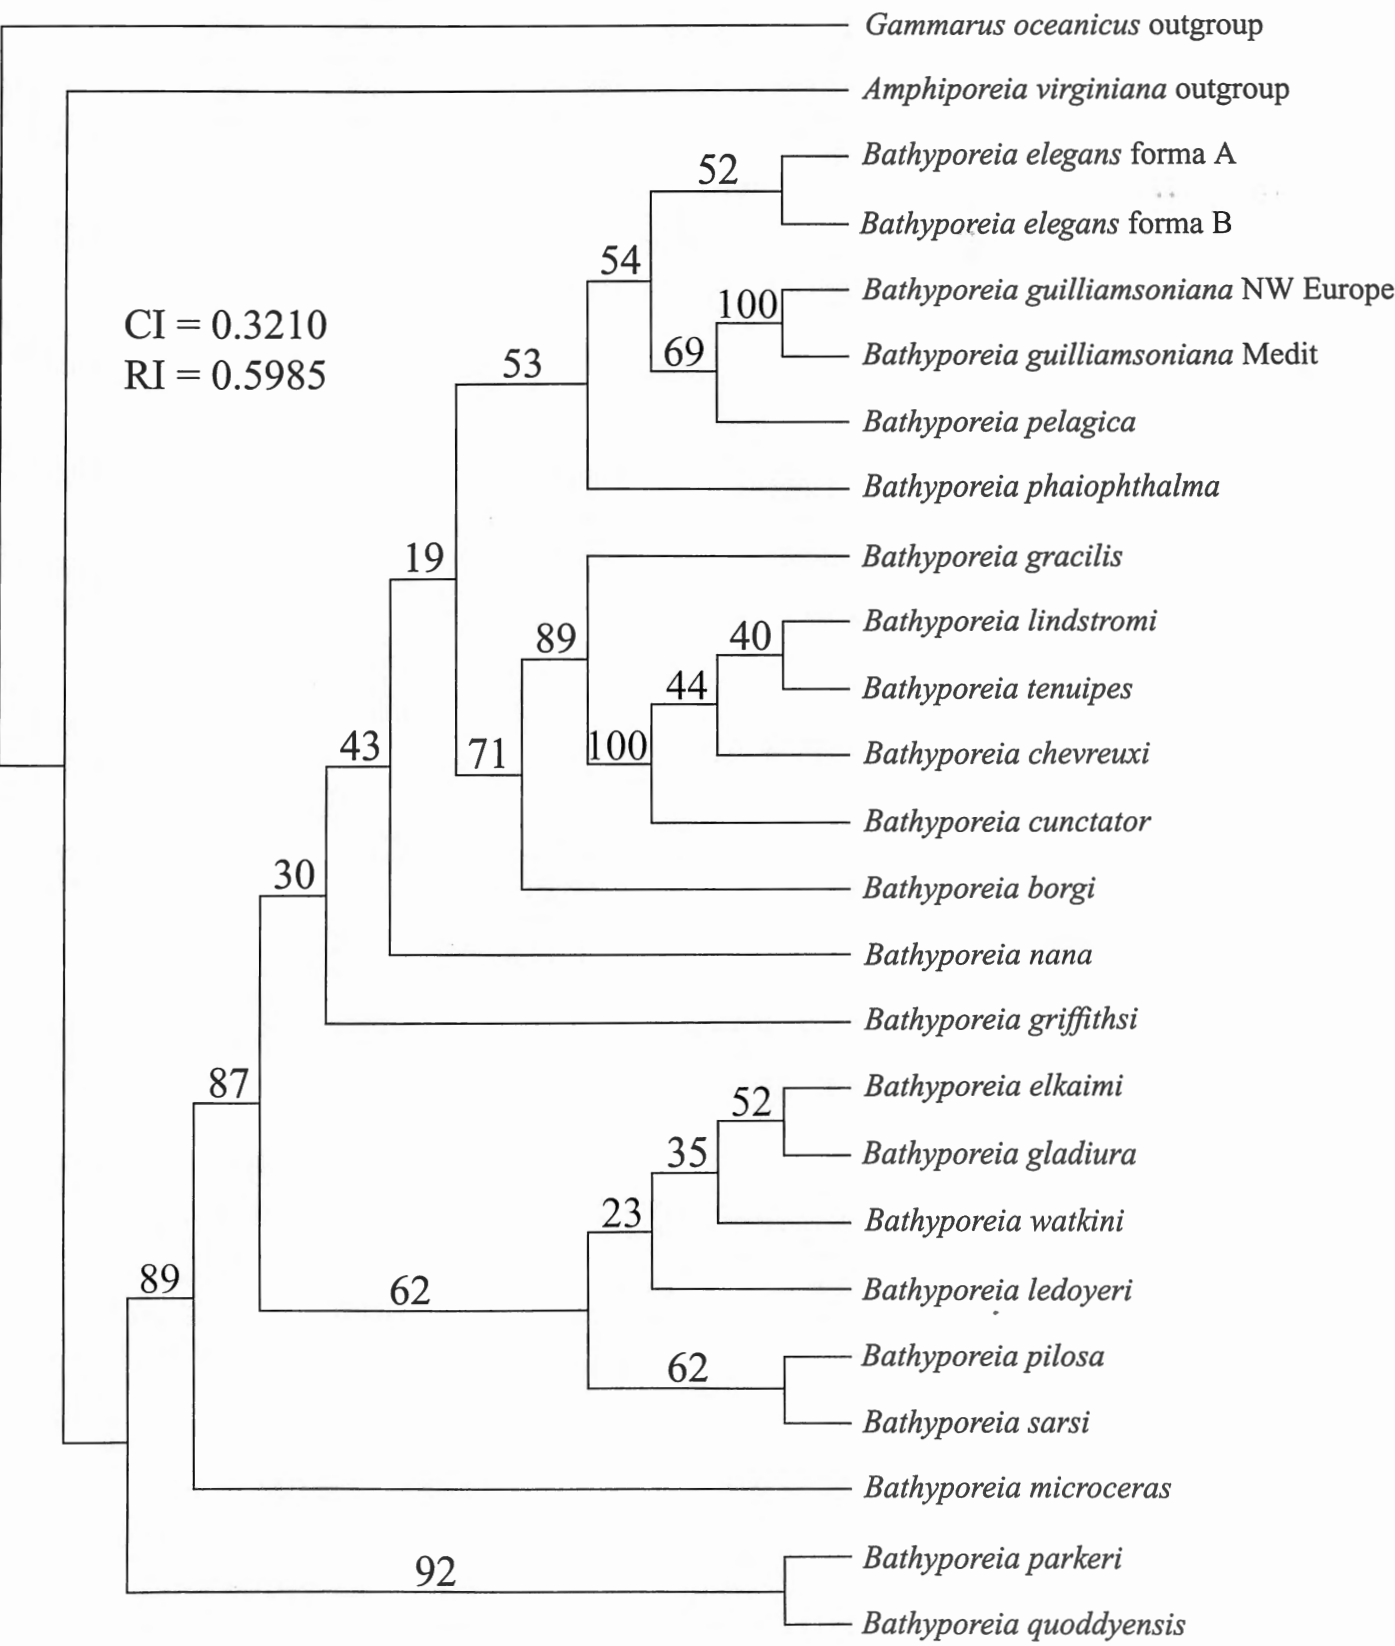 Gammarus oceanicus outgroup
Amphiporeia virginiana outgroup
Bathyporeia elegans forma A
52
Bathyporeia elegans forma B
54
Bathyporeia guilliamsoniana NW Europe
100
CI = 0.3210
Bathyporeia guilliamsoniana Medit
69
53
RI = 0.5985
Bathyporeia pelagica
Bathyporeia phaiophthalma
19
Bathyporeia gracilis
Bathyporeia lindstromi
89
40
44
Bathyporeia tenuipes
43
71
100
Bathyporeia chevreuxi
Bathyporeia cunctator
30
Bathyporeia borgi
Bathyporeia nana
Bathyporeia griffithsi
87
Bathyporeia elkaimi
52
35
Bathyporeia gladiura
23
Bathyporeia watkini
89
62
Bathyporeia ledoyeri
62
Bathyporeia pilosa
Bathyporeia sarsi
Bathyporeia microceras
92
Bathyporeia parkeri
Bathyporeia quoddyensis